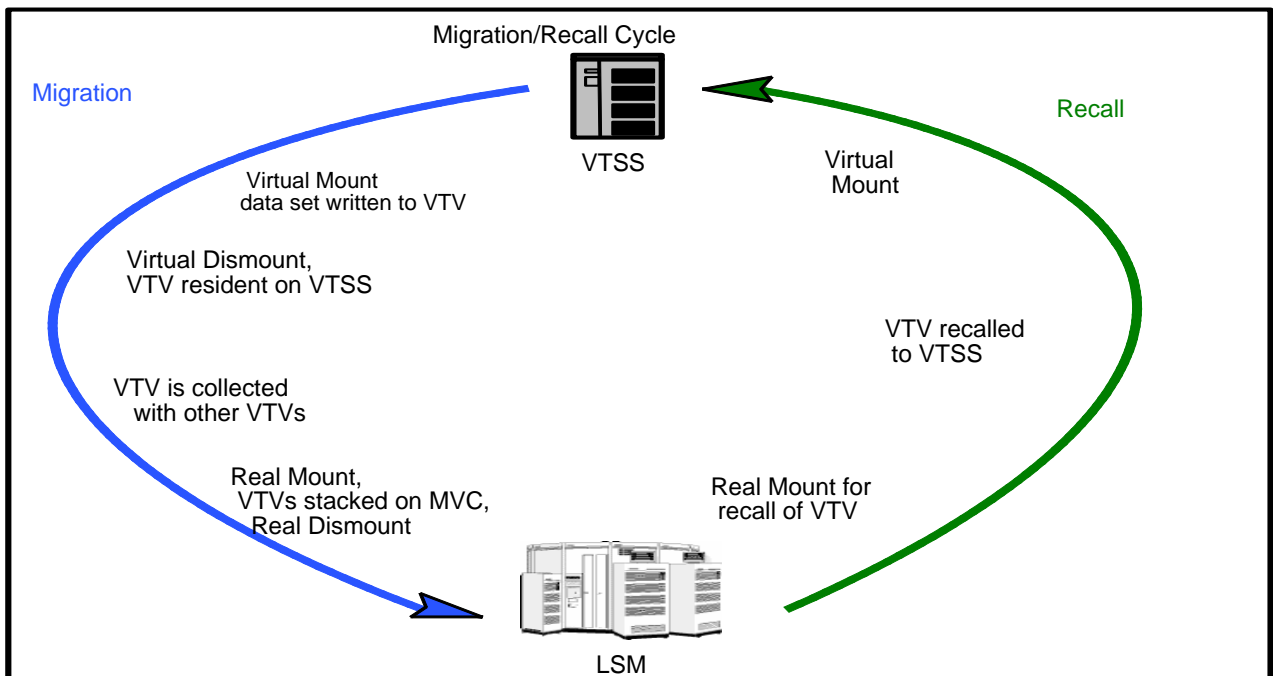 Migration/Recall Cycle
Migration
Recall
VTSS
Virtual Mount
data set written to VTV
Virtual Dismount,
VTV resident on VTSS
VTV is collected
with other VTVs
Real Mount,
VTVs stacked on MVC,
Real Dismount
LSM
Real Mount for
recall of VTV
VTV recalled
to VTSS
Virtual
Mount